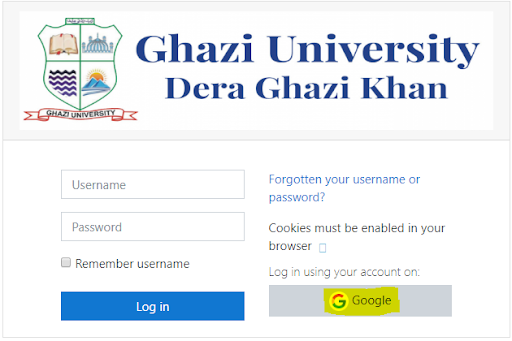 Ghazi University
Dera Ghazi Khan
GHAZI UNIVERSITY
Username
Password
Remember username
Log in
Forgotten your username or
password?
Cookies must be enabled in your
browser
Log in using your account on:
Google